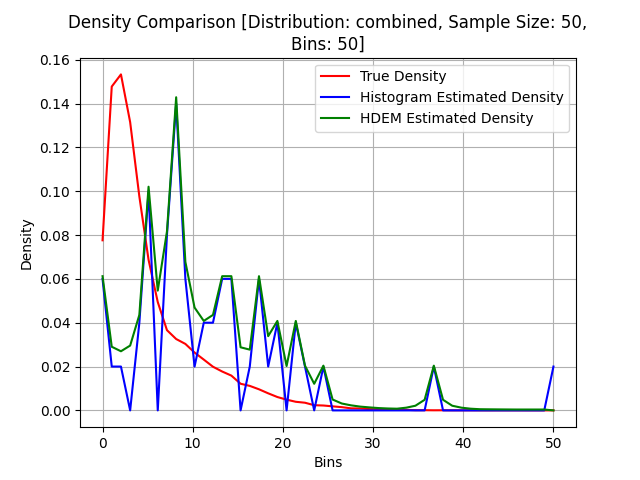 Density Comparison [Distribution: combined, Sample Size: 50,
Bins: 50]
True Density
Histogram Estimated Density
HDEM Estimated Density
Density
0.16
0.14
0.12
0.10
0.08
0.06
0.04
0.02
0.00
0 10 20 30 40 50
Bins